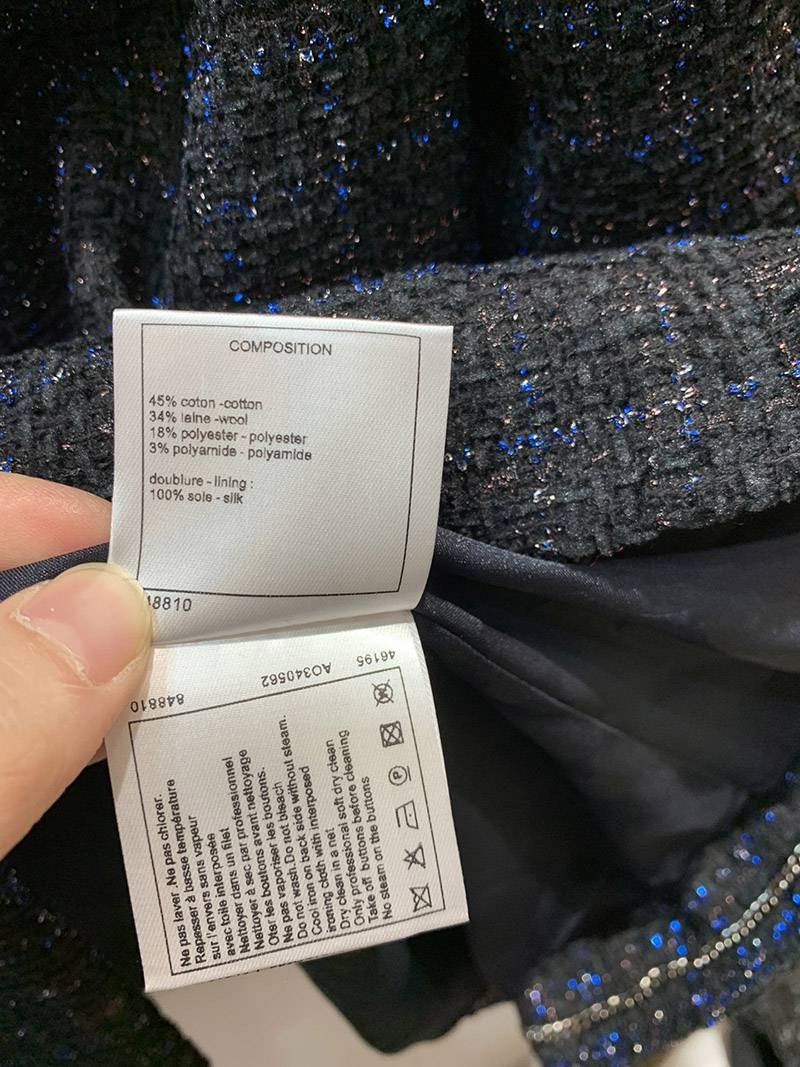 COMPOSITION
45% coton -cotton
34% laine -wool
18% polyester - polyester
3% polyamide - polyamide
doublure - lining :
100% soie - silk
48810
848810
AO340562
46195
Ne pas laver .Ne pas chlorer.
Repasser à basse température
sur l'envers sans vapeur
avec toile interposée
Nettoyer dans un filet
Nettoyer à sec par professionnel
Nettoyer boutons avant nettoyage
Oter les boutons.
Ne pas vaporiser les boutons.
Do not wash.Do not bleach
Cool iron on back side without steam.
ironing cloth with interposed
Dry clean in a net
Only professional soft dry clean
Take off buttons before cleaning
No steam on the buttons
P